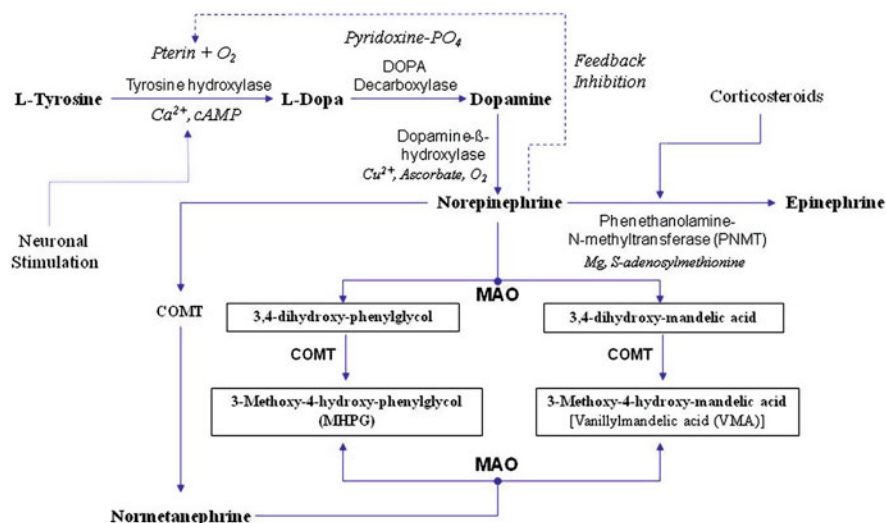 Pterin + O₂
Pyridoxine-PO₄
Feedback
Inhibition
Tyrosine hydroxylase
DOPA
Decarboxylase
L-Tyrosine
L-Dopa
Dopamine
Corticosteroids
Ca²⁺, cAMP
Dopamine-ß-
hydroxylase
Cu²⁺, Ascorbate, O₂
Norepinephrine
Epinephrine
Neuronal
Stimulation
Phenethanolamine-
N-methyltransferase (PNMT)
Mg, S-adenosylmethionine
MAO
COMT
3,4-dihydroxy-phenylglycol
3,4-dihydroxy-mandelic acid
COMT
COMT
3-Methoxy-4-hydroxy-phenylglycol
(MHPG)
3-Methoxy-4-hydroxy-mandelic acid
[Vanillylmandelic acid (VMA)]
MAO
Normetanephrine